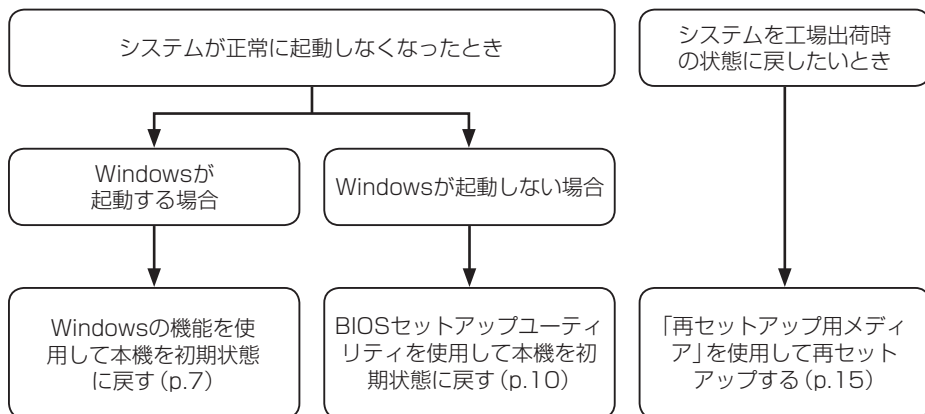 システムが正常に起動しなくなったとき
システムを工場出荷時
の状態に戻したいとき
Windowsが
起動する場合
Windowsが起動しない場合
Windowsの機能を使
用して本機を初期状態
に戻す(p.7)
BIOSセットアップユーティ
リティを使用して本機を初
期状態に戻す(p.10)
「再セットアップ用メディ
ア」を使用して再セット
アップする(p.15)